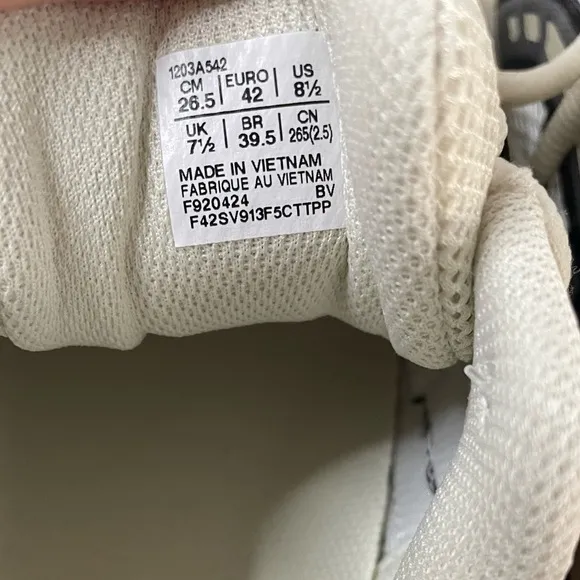 1203A542
CM EURO US
26.5 42 8½
UK BR CN
7½ 39.5 265(2.5)
MADE IN VIETNAM
FABRIQUE AU VIETNAM
F920424 BV
F42SV913F5CTTPP